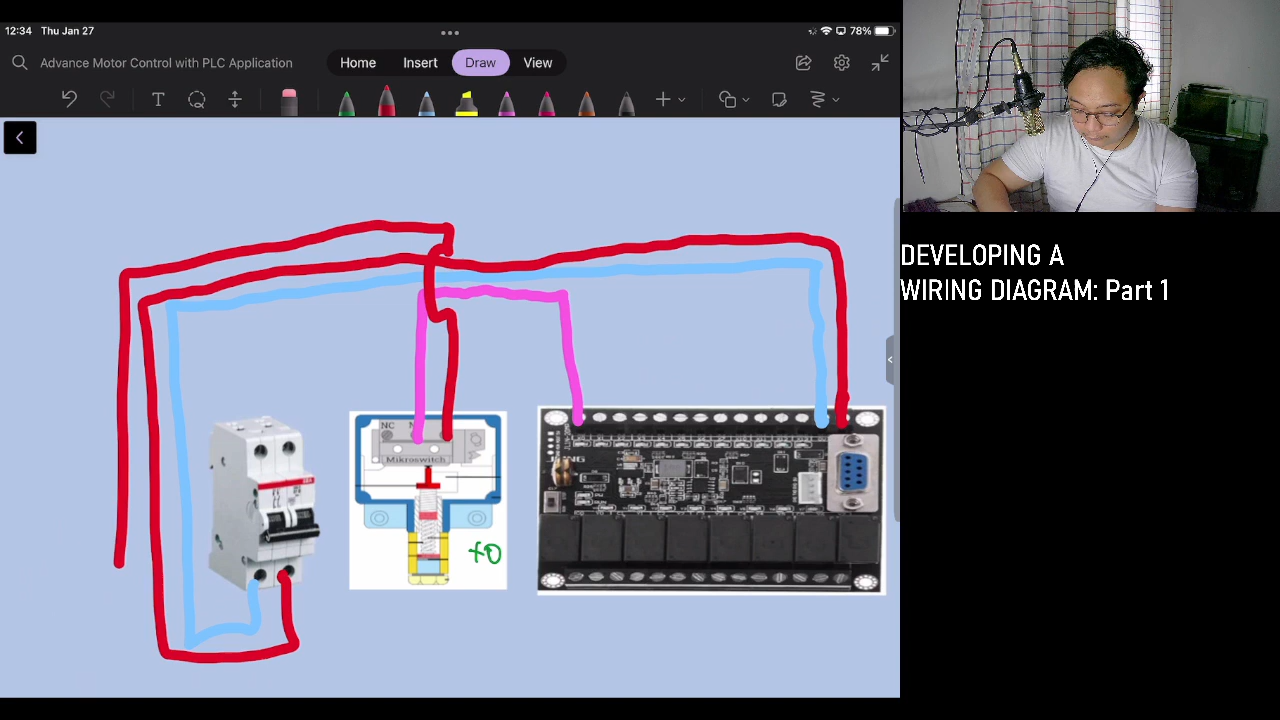 12:34 Thu Jan 27
78%
Advance Motor Control with PLC Application
Home Insert Draw View
DEVELOPING A
WIRING DIAGRAM: Part 1
NC
Mikroswitch
to